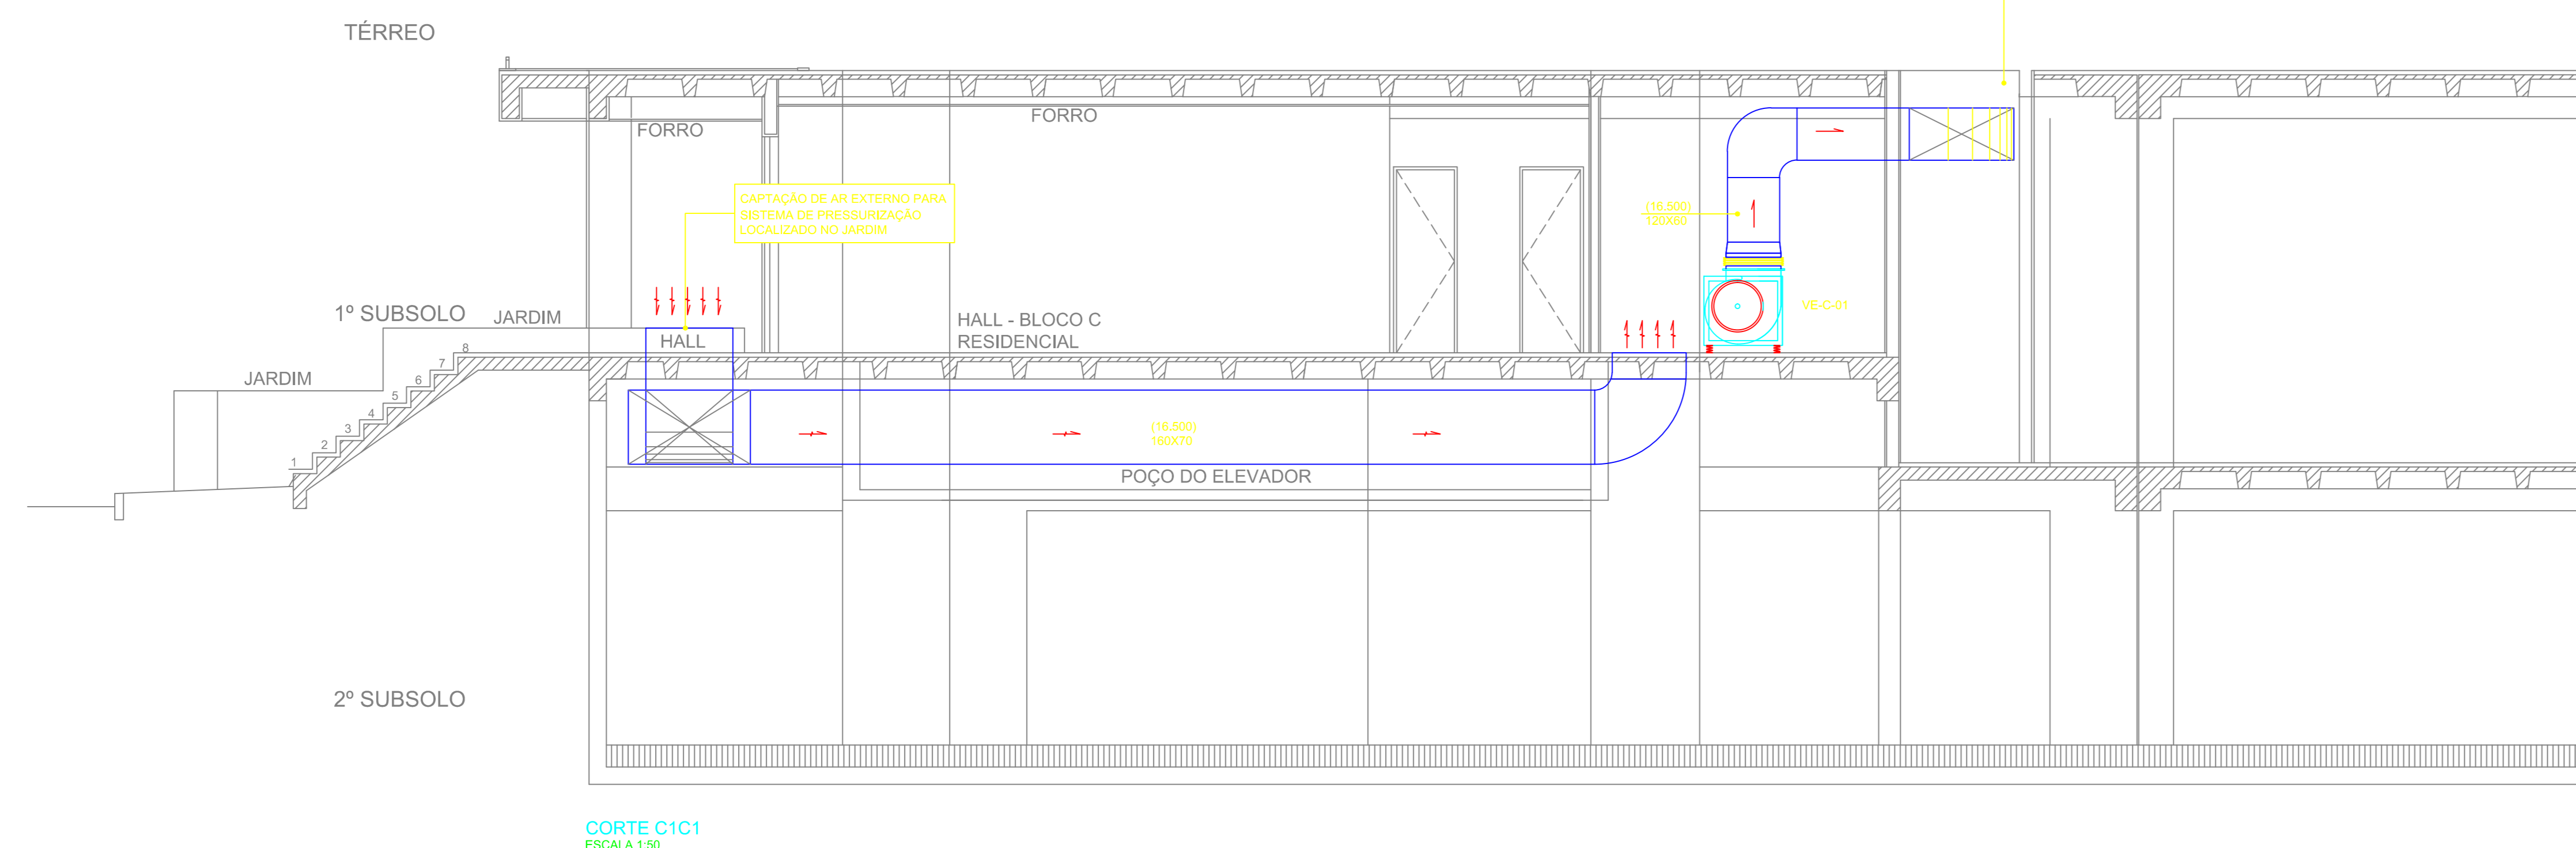 TÉRREO
FORRO
FORRO
CAPTAÇÃO DE AR EXTERNO PARA
SISTEMA DE PRESSURIZAÇÃO
LOCALIZADO NO JARDIM
(16.500)
120X60
VE-C-01
1º SUBSOLO
JARDIM
HALL
HALL - BLOCO C
RESIDENCIAL
JARDIM
8
7
6
5
4
3
2
1
(16.500)
160X70
POÇO DO ELEVADOR
2º SUBSOLO
CORTE C1C1
ESCALA 1:50